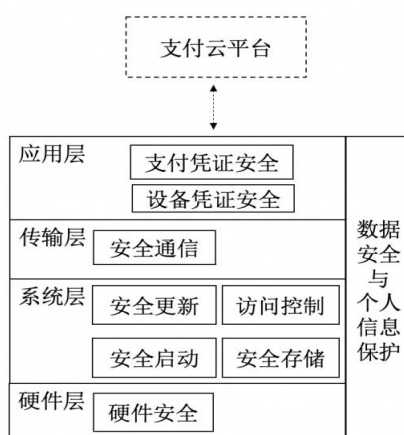 支付云平台
应用层
支付凭证安全
设备凭证安全
传输层
安全通信
系统层
安全更新
访问控制
安全启动
安全存储
硬件层
硬件安全
数据
安全
与
个人
信息
保护